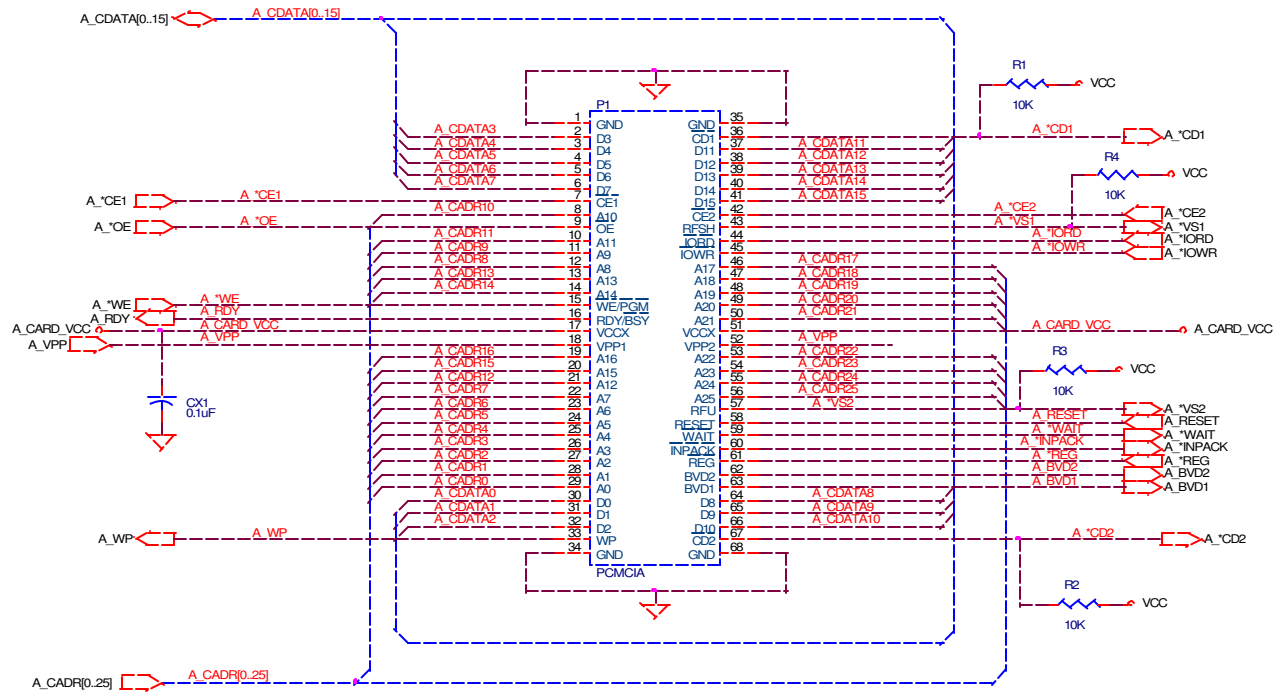 A_CDATA[0..15] A_CDATA[0..15]
R1
VCC
10K
P1
1 GND GND 35
A_CDATA3 2 D3 CD1 36 A_*CD1 A_*CD1
A_CDATA4 3 D4 D11 37 A_CDATA11
A_CDATA5 4 D5 D12 38 A_CDATA12
A_CDATA6 5 D6 D13 39 A_CDATA13
A_CDATA7 6 D7 D14 40 A_CDATA14
A_*CE1 A_*CE1 7 CE1 D15 41 A_CDATA15
R4
VCC
10K
A_CADR10 8 A10 CE2 42 A_*CE2 A_*CE2
A_*OE A_*OE 9 OE RFSH 43 A_*VS1 A_*VS1
A_CADR11 10 A11 IORD 44 A_*IORD A_*IORD
A_CADR9 11 A9 IOWR 45 A_*IOWR A_*IOWR
A_CADR8 12 A8 A17 46 A_CADR17
A_CADR13 13 A13 A18 47 A_CADR18
A_CADR14 14 A14 A19 48 A_CADR19
A_*WE A_*WE 15 WE/PGM A20 49 A_CADR20
A_RDY A_RDY 16 RDY/BSY A21 50 A_CADR21
A_CARD_VCC A_CARD_VCC 17 VCCX VCCX 51 A_CARD_VCC A_CARD_VCC
A_VPP A_VPP 18 VPP1 VPP2 52 A_VPP
A_CADR16 19 A16 A22 53 A_CADR22
A_CADR15 20 A15 A23 54 A_CADR23
A_CADR12 21 A12 A24 55 A_CADR24
A_CADR7 22 A7 A25 56 A_CADR25
R3
VCC
10K
CX1
0.1uF
A_CADR6 23 A6 RFU 57 A_*VS2 A_*VS2
A_CADR5 24 A5 RESET 58 A_RESET A_RESET
A_CADR4 25 A4 WAIT 59 A_*WAIT A_*WAIT
A_CADR3 26 A3 INPACK 60 A_*INPACK A_*INPACK
A_CADR2 27 A2 REG 61 A_*REG A_*REG
A_CADR1 28 A1 BVD2 62 A_BVD2 A_BVD2
A_CADR0 29 A0 BVD1 63 A_BVD1 A_BVD1
A_CDATA0 30 D0 D8 64 A_CDATA8
A_CDATA1 31 D1 D9 65 A_CDATA9
A_CDATA2 32 D2 D10 66 A_CDATA10
A_WP A_WP 33 WP CD2 67 A_*CD2 A_*CD2
34 GND GND 68
PCMCIA
R2
VCC
10K
A_CADR[0..25] A_CADR[0..25]